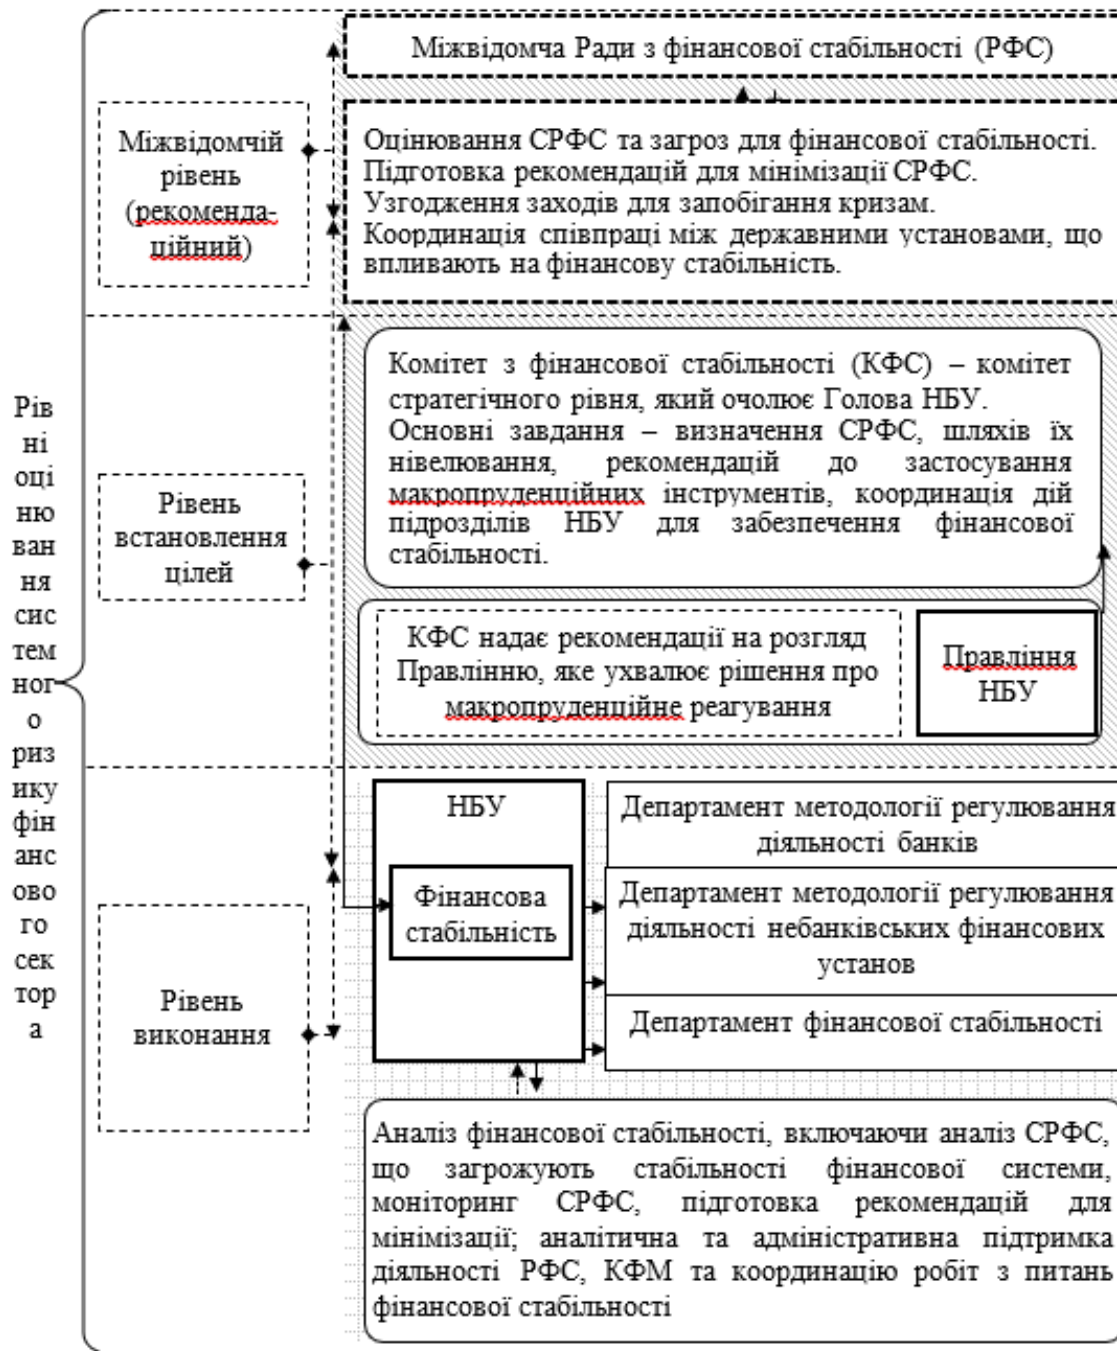 Міжвідомча Ради з фінансової стабільності (РФС)
Міжвідомчій
рівень
(рекоменда-
ційний)
Оцінювання СРФС та загроз для фінансової стабільності.
Підготовка рекомендацій для мінімізації СРФС.
Узгодження заходів для запобігання кризам.
Координація співпраці між державними установами, що
впливають на фінансову стабільність.
Рів
ні
оці
ню
ван
ня
сис
тем
ног
о
риз
ику
фін
анс
ово
го
сек
тор
а
Рівень
встановлення
цілей
Комітет з фінансової стабільності (КФС) – комітет
стратегічного рівня, який очолює Голова НБУ.
Основні завдання – визначення СРФС, шляхів їх
нівелювання, рекомендацій до застосування
макропруденційних інструментів, координація дій
підрозділів НБУ для забезпечення фінансової
стабільності.
КФС надає рекомендації на розгляд
Правлінню, яке ухвалює рішення про
макропруденційне реагування
Правління
НБУ
Рівень
виконання
НБУ
Фінансова
стабільність
Департамент методології регулювання
діяльності банків
Департамент методології регулювання
діяльності небанківських фінансових
установ
Департамент фінансової стабільності
Аналіз фінансової стабільності, включаючи аналіз СРФС,
що загрожують стабільності фінансової системи,
моніторинг СРФС, підготовка рекомендацій для
мінімізації; аналітична та адміністративна підтримка
діяльності РФС, КФМ та координацію робіт з питань
фінансової стабільності